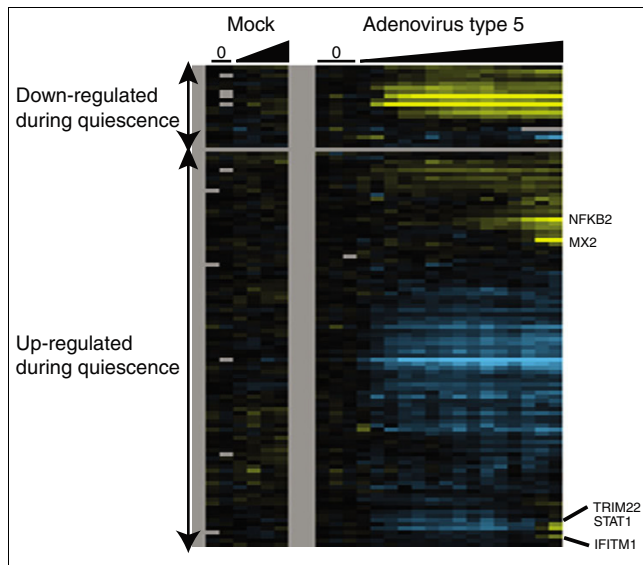 Mock
Adenovirus type 5
0
0
Down-regulated
during quiescence
NFKB2
MX2
Up-regulated
during quiescence
TRIM22
STAT1
IFITM1